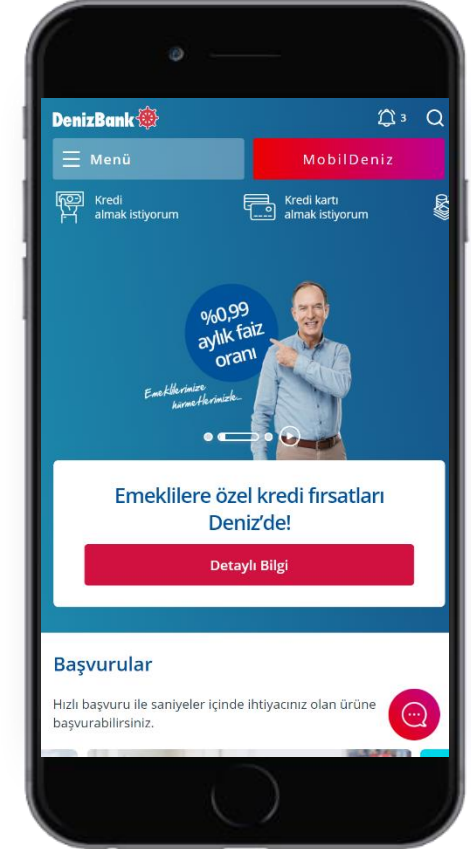 DenizBank
3
Menü
MobilDeniz
Kredi
almak istiyorum
Kredi kartı
almak istiyorum
%0,99
aylık faiz
oranı
Emeklilerimize
hürmetlerimizle...
Emeklilere özel kredi fırsatları
Deniz'de!
Detaylı Bilgi
Başvurular
Hızlı başvuru ile saniyeler içinde ihtiyacınız olan ürüne
başvurabilirsiniz.